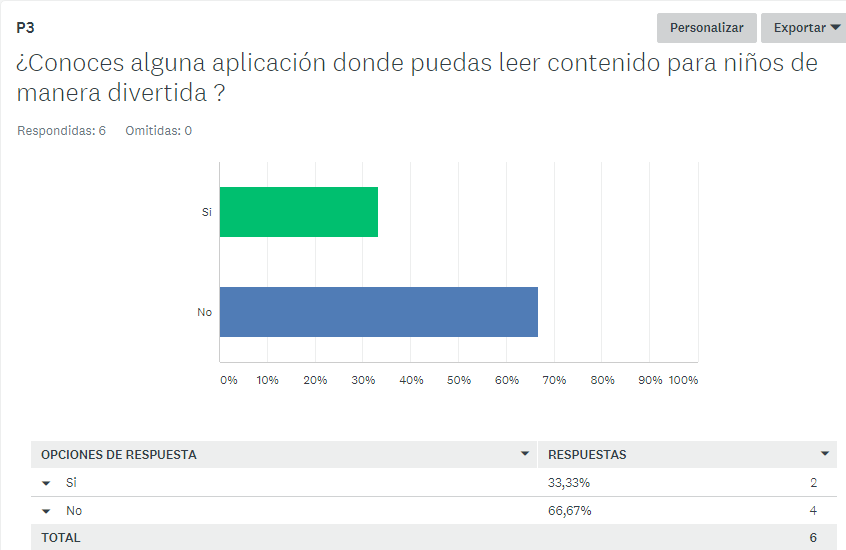 P3
Personalizar
Exportar
¿Conoces alguna aplicación donde puedas leer contenido para niños de
manera divertida ?
Respondidas: 6 Omitidas: 0
Si
No
0% 10% 20% 30% 40% 50% 60% 70% 80% 90% 100%
OPCIONES DE RESPUESTA RESPUESTAS
Si 33,33% 2
No 66,67% 4
TOTAL 6